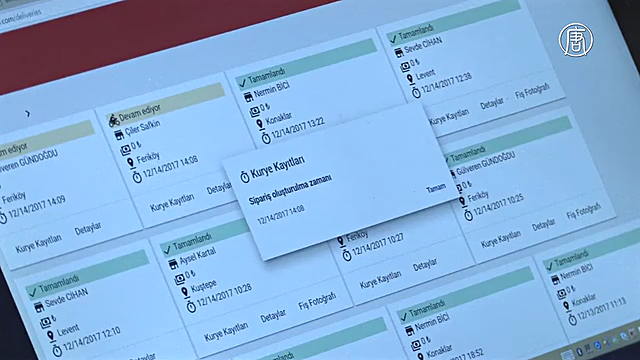 .com/deliveries
唐
Tamamlandı
Sevde CİHAN
0 ₺
Levent
12/14/2017 12:38
Kurye Kayıtları Detaylar Fiş Fotoğrafı
Tamamlandı
Nermin BİCİ
0 ₺
Konaklar
12/14/2017 13:22
Devam ediyor
Çiler Safkin
0 ₺
Feriköy
12/14/2017 14:08
Kurye Kayıtları
ediyor
Gülveren GÜNDOĞDU
0 ₺
Feriköy
12/14/2017 14:09
Kurye Kayıtları Detaylar
Kurye Kayıtları
Sipariş oluşturulma zamanı
12/14/2017 14:08
Tamam
Tamamlandı
Gülveren GÜNDOĞDU
0 ₺
Feriköy
12/14/2017 10:25
Kurye Kayıtları Detaylar Fiş Fotoğrafı
Feriköy
12/14/2017 10:27
Kurye Kayıtları Detaylar
Tamamlandı
Aysel Kartal
0 ₺
Kuştepe
12/14/2017 10:28
Kurye Kayıtları Detaylar Fiş Fotoğrafı
Tamamlandı
Sevde CİHAN
0 ₺
Levent
12/14/2017 12:10
Tamamlandı
Nermin BİCİ
0 ₺
Konaklar
12/13/2017 11:13
Tamamlandı
Nermin BİCİ
0 ₺
Konaklar
18:52